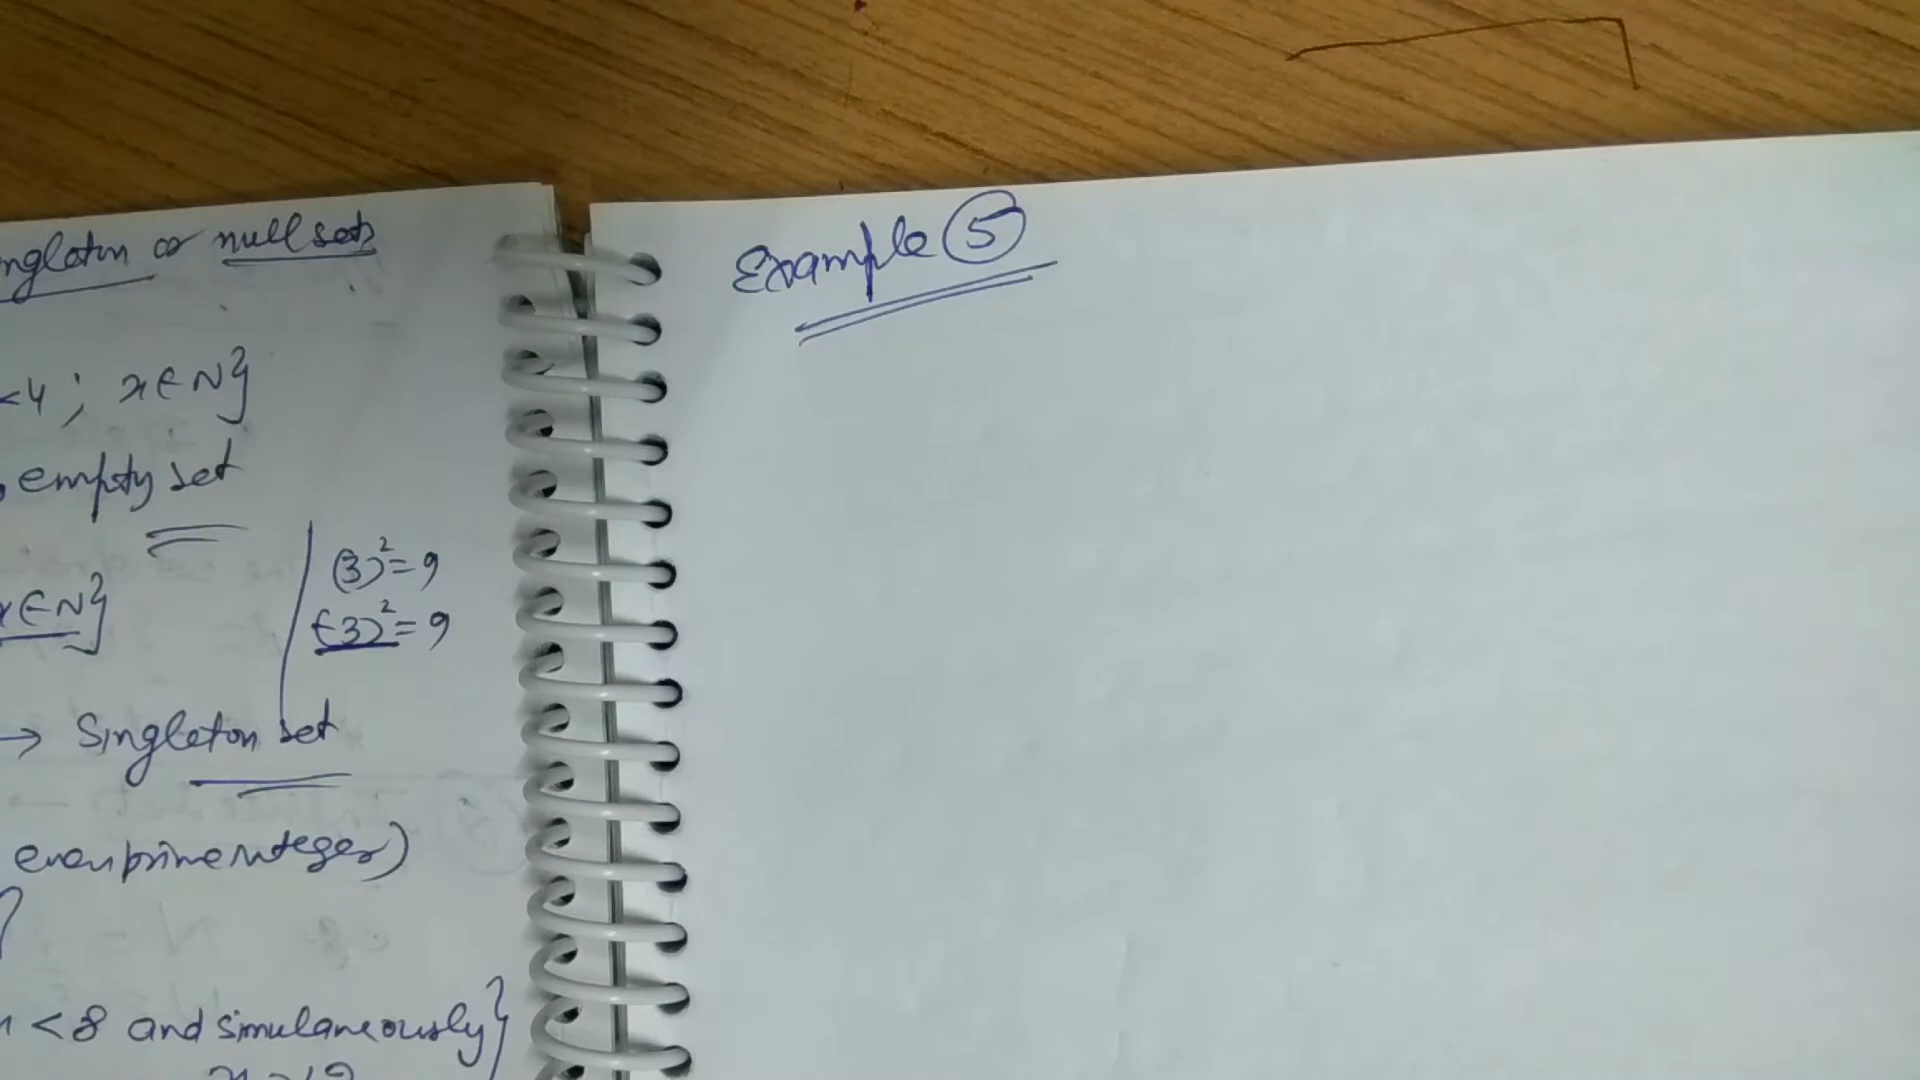 ngleton or null sets
<4 ; x∈N}
empty set
(3)²=9
x∈N}
(-3)²=9
→ Singleton set
even prime integer)
}
<8 and simulaneously}
Example 5